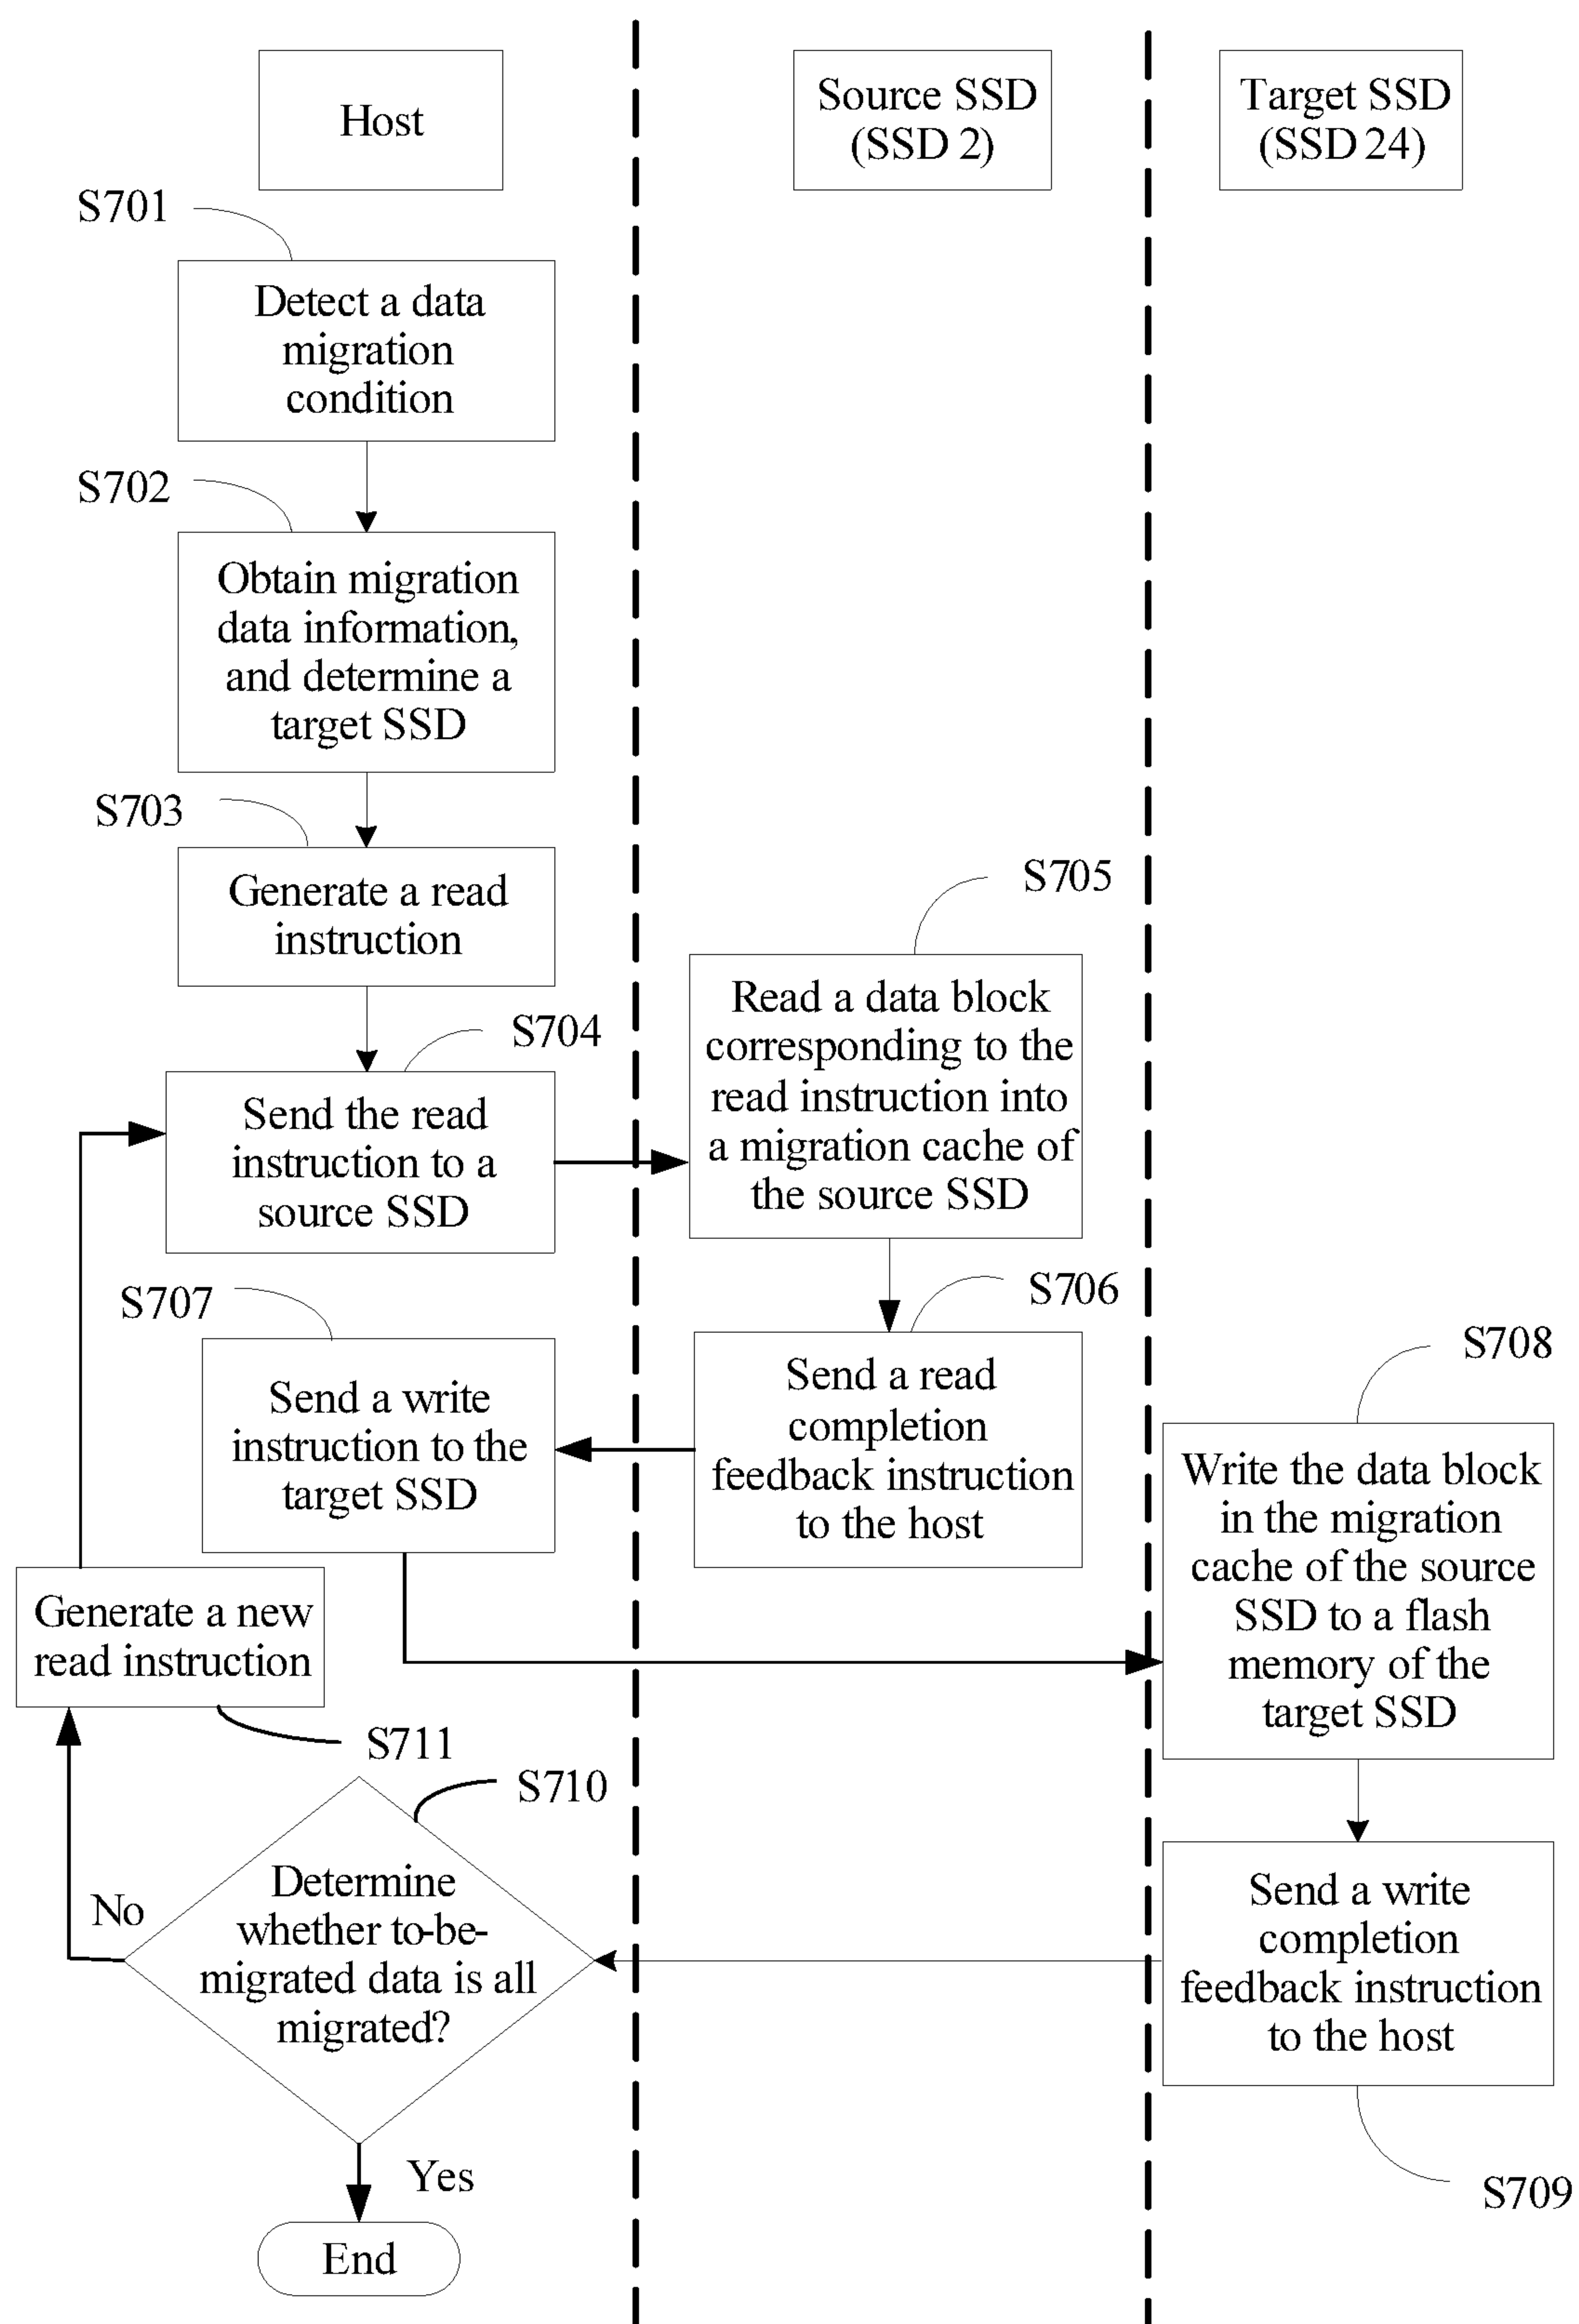 Host
Source SSD
(SSD 2)
Target SSD
(SSD 24)
S701
Detect a data
migration
condition
S702
Obtain migration
data information,
and determine a
target SSD
S703
Generate a read
instruction
S704
Send the read
instruction to a
source SSD
S705
Read a data block
corresponding to the
read instruction into
a migration cache of
the source SSD
S706
Send a read
completion
feedback instruction
to the host
S707
Send a write
instruction to the
target SSD
S708
Write the data block
in the migration
cache of the source
SSD to a flash
memory of the
target SSD
Send a write
completion
feedback instruction
to the host
S709
Generate a new
read instruction
S711
S710
Determine
whether to-be-
migrated data is all
migrated?
No
Yes
End